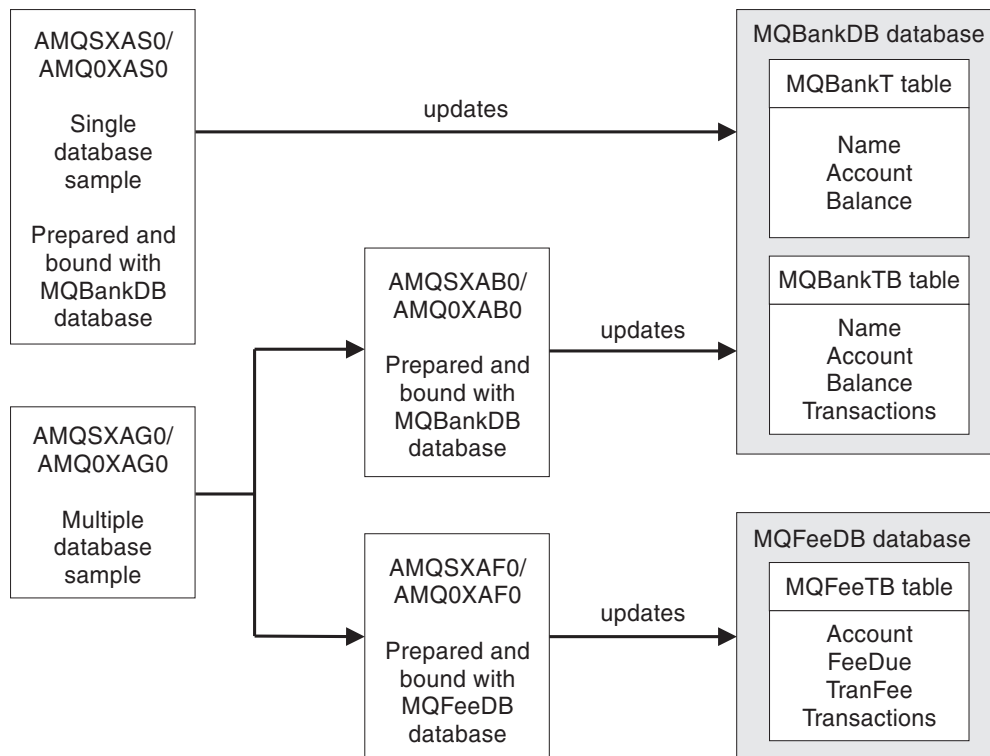 AMQSXAS0/
AMQ0XAS0
Single
database
sample
Prepared and
bound with
MQBankDB
database
updates
MQBankDB database
MQBankT table
Name
Account
Balance
MQBankTB table
Name
Account
Balance
Transactions
AMQSXAB0/
AMQ0XAB0
Prepared and
bound with
MQBankDB
database
updates
AMQSXAG0/
AMQ0XAG0
Multiple
database
sample
AMQSXAF0/
AMQ0XAF0
Prepared and
bound with
MQFeeDB
database
updates
MQFeeDB database
MQFeeTB table
Account
FeeDue
TranFee
Transactions